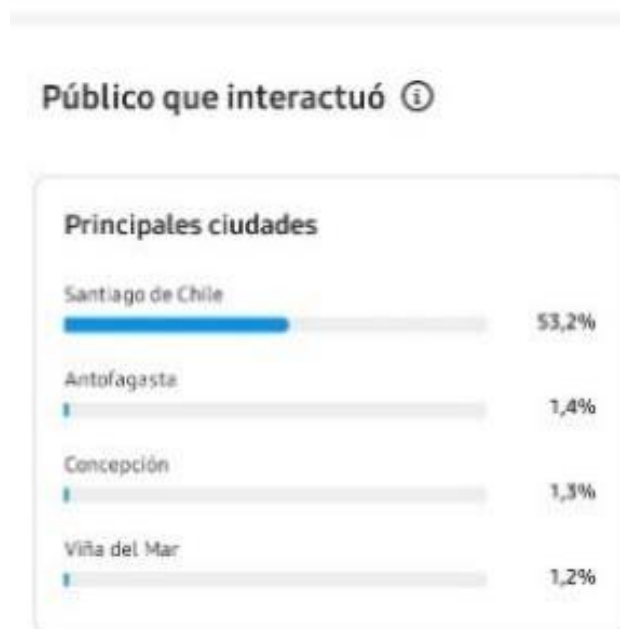 Público que interactuó
Principales ciudades
Santiago de Chile
53,2%
Antofagasta
1,4%
Concepción
1,3%
Viña del Mar
1,2%